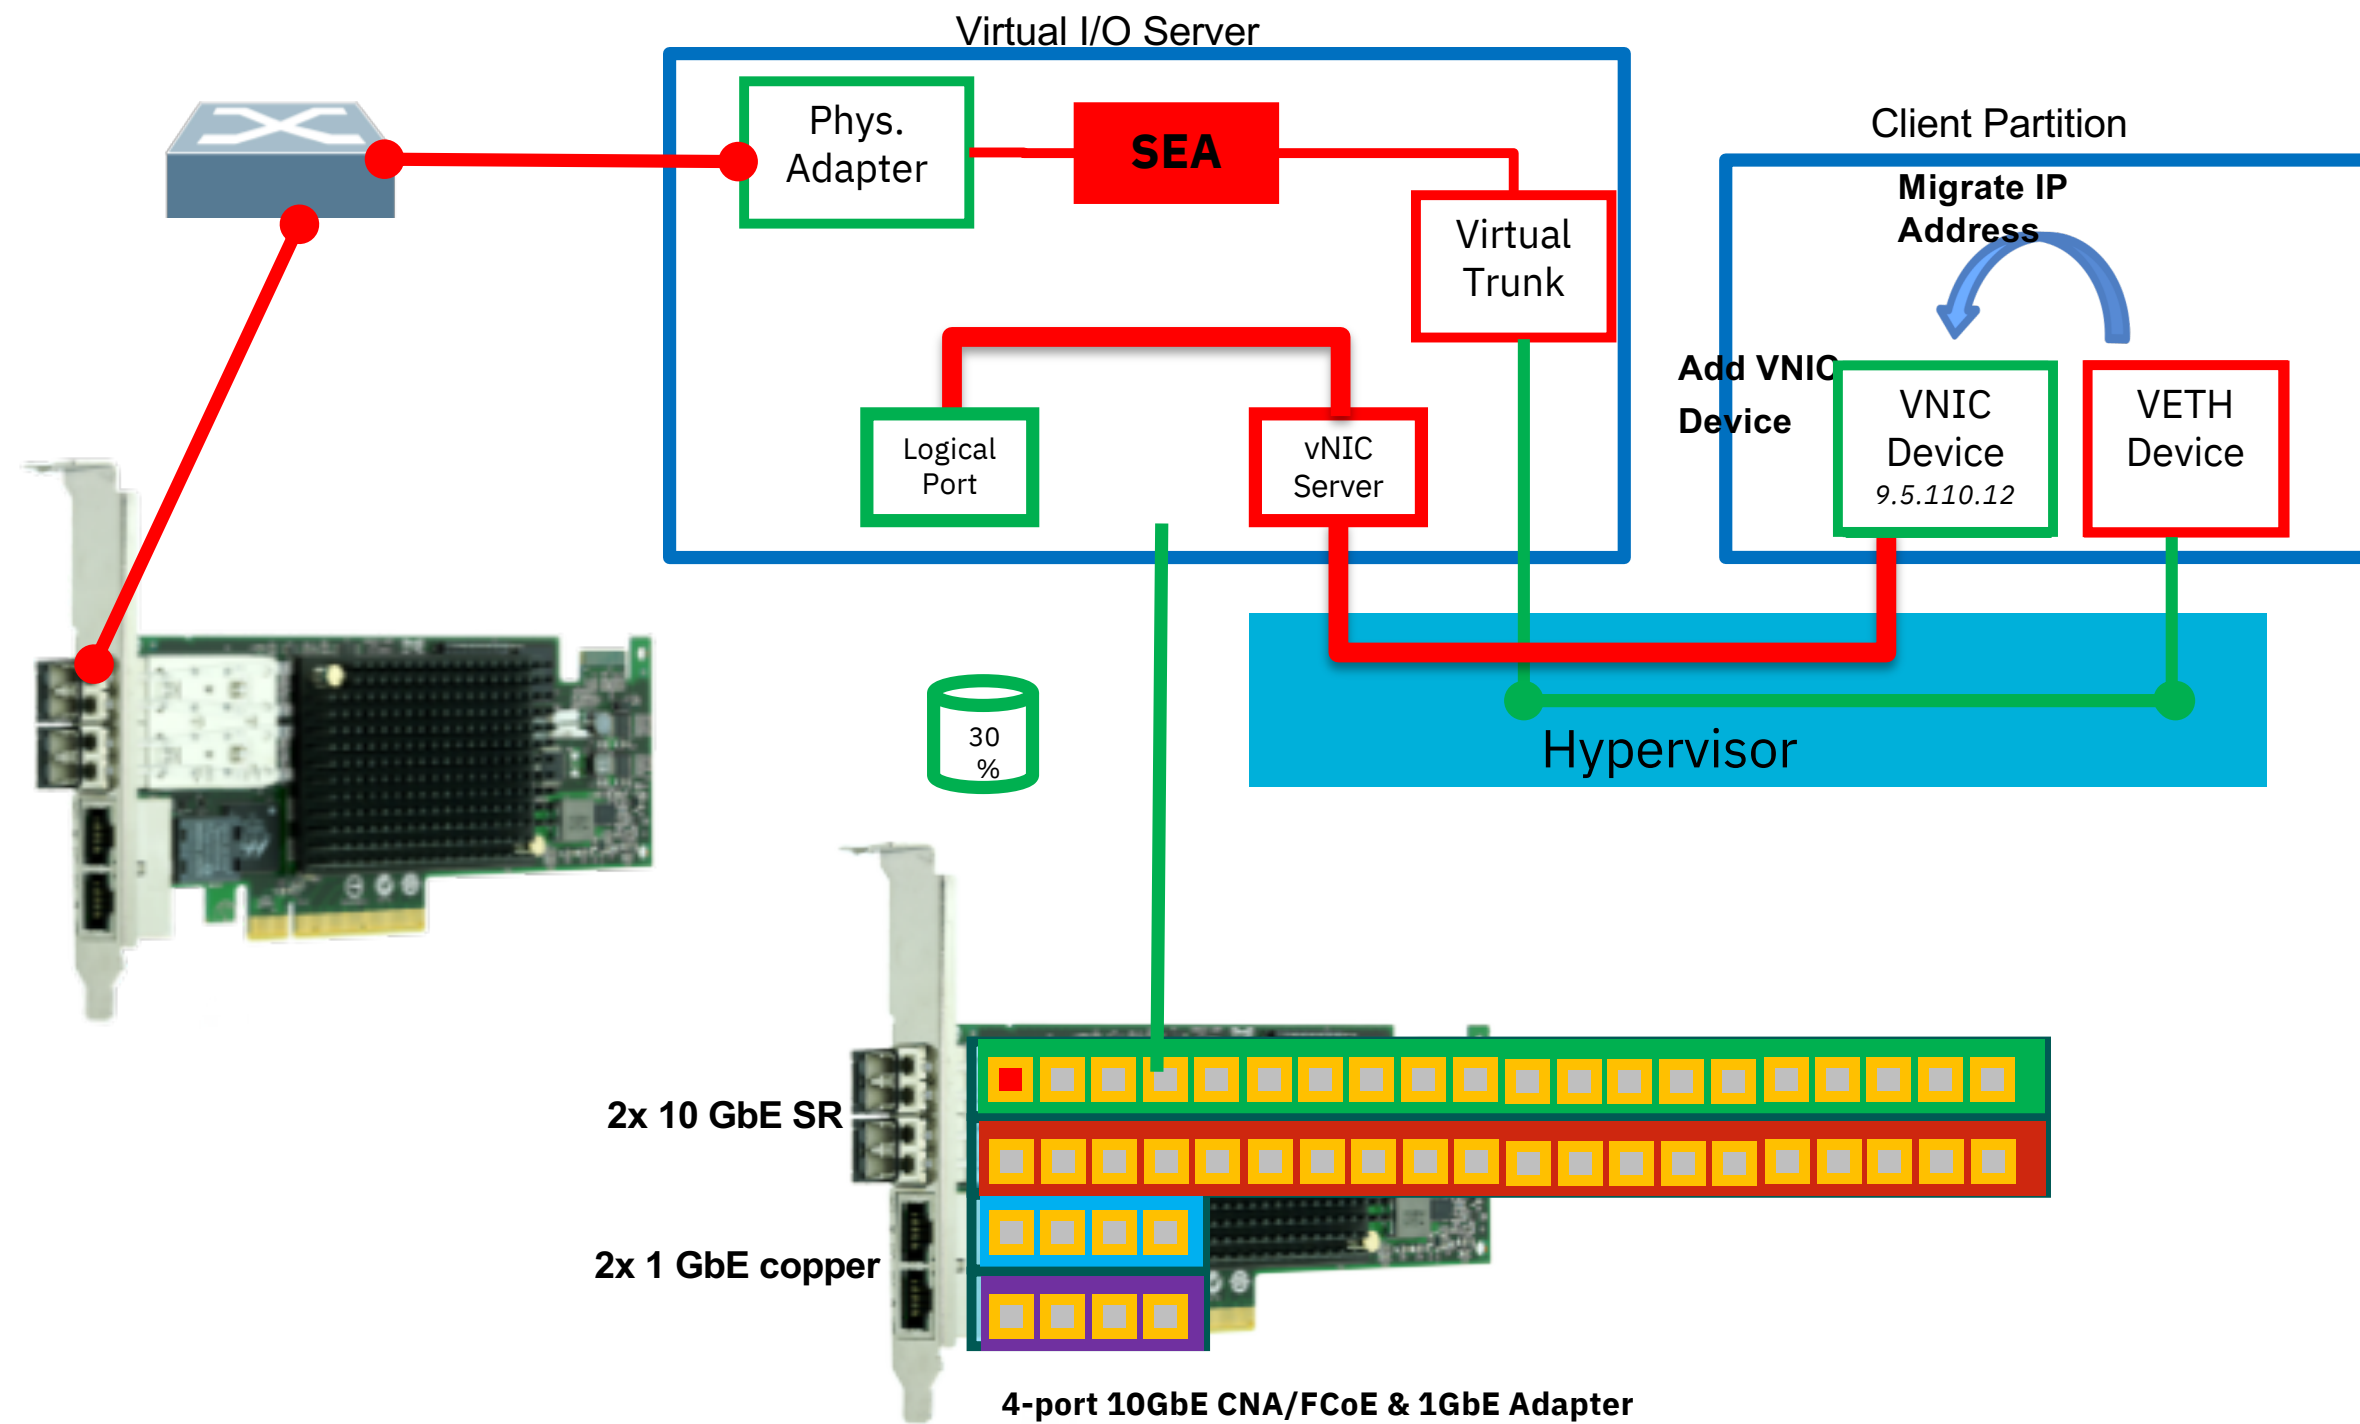 Virtual I/O Server
Phys.
Adapter
SEA
Virtual
Trunk
Logical
Port
vNIC
Server
Client Partition
Migrate IP
Address
Add VNIC
Device
VNIC
Device
9.5.110.12
VETH
Device
30
%
Hypervisor
2x 10 GbE SR
2x 1 GbE copper
4-port 10GbE CNA/FCoE & 1GbE Adapter